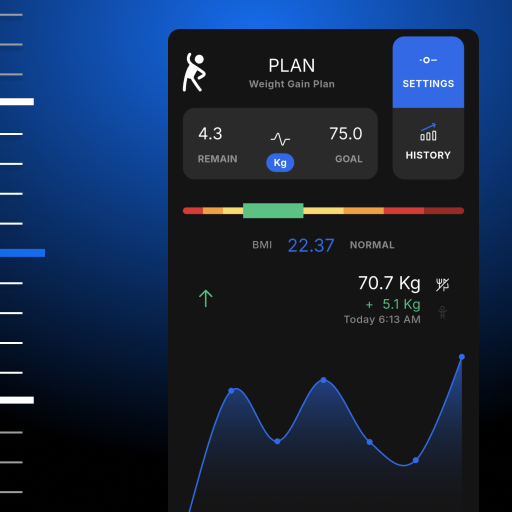 PLAN
Weight Gain Plan
SETTINGS
4.3
75.0
REMAIN
Kg
GOAL
HISTORY
BMI 22.37 NORMAL
70.7 Kg
+ 5.1 Kg
Today 6:13 AM